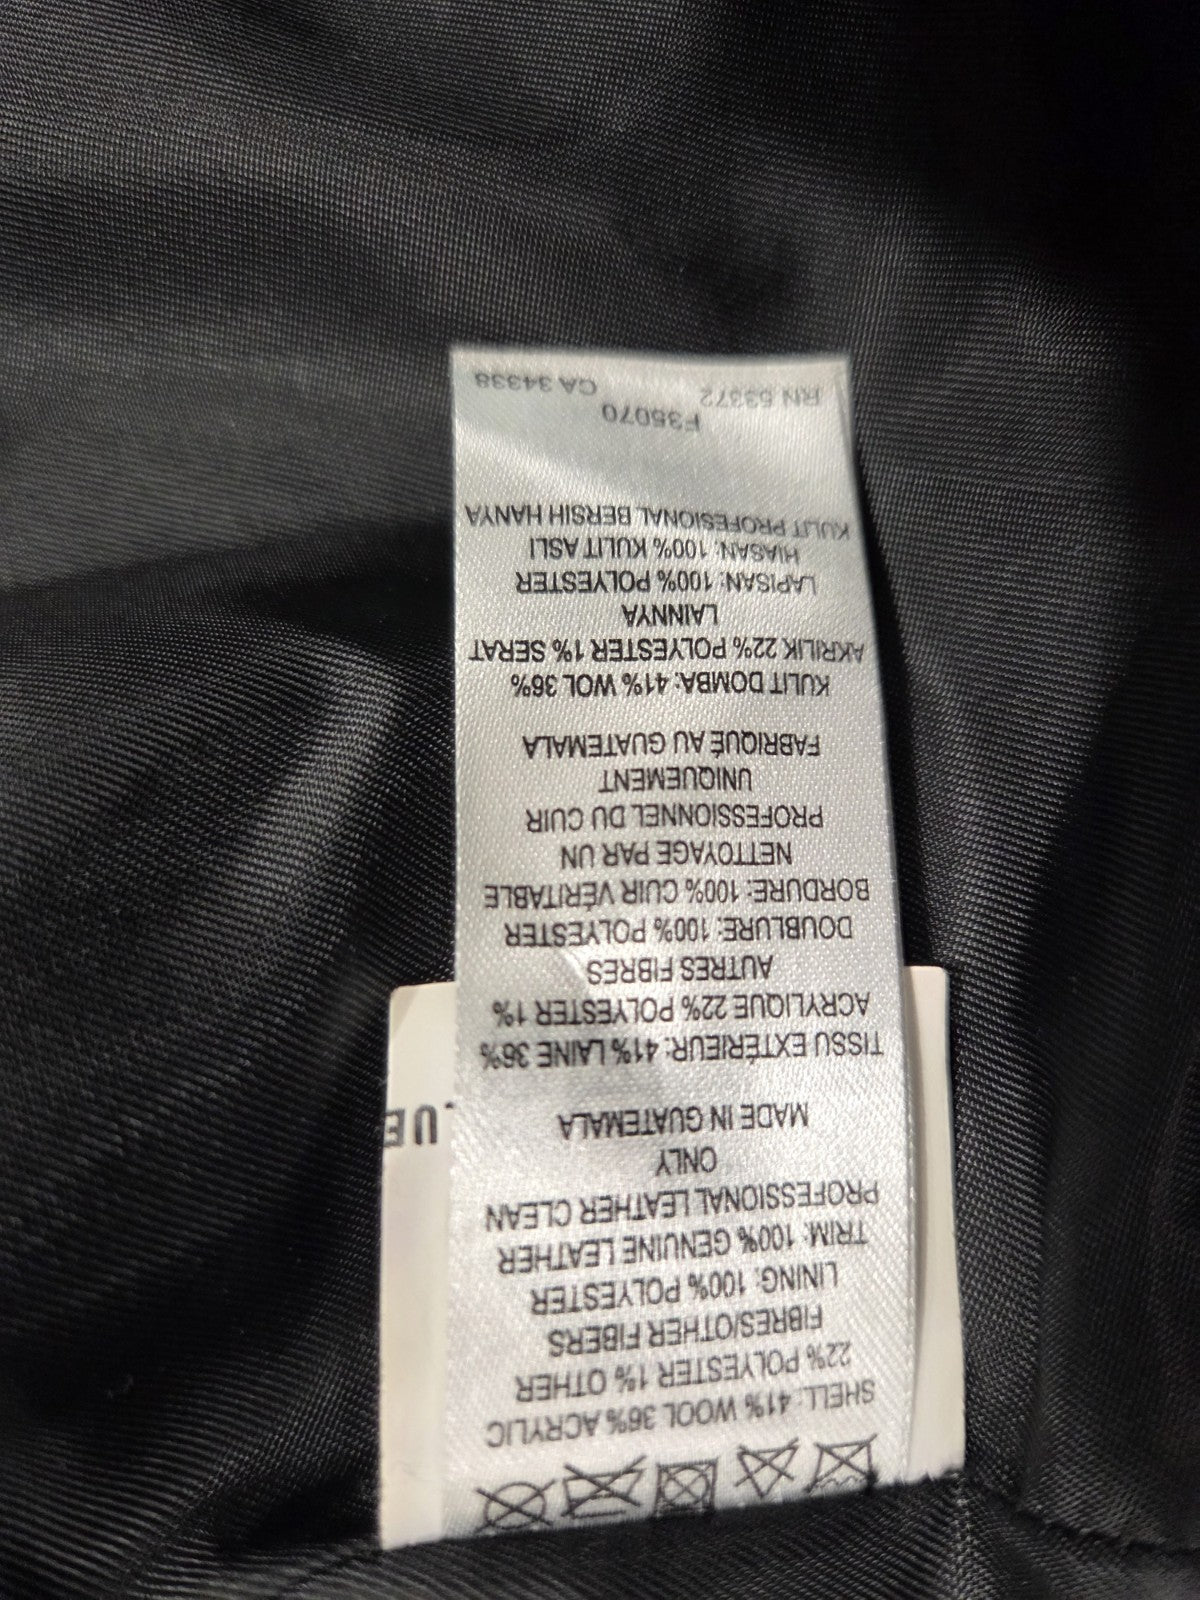 SHELL: 41% WOOL 36% ACRYLIC
22% POLYESTER 1% OTHER
FIBRES/OTHER FIBERS
LINING: 100% POLYESTER
TRIM: 100% GENUINE LEATHER
PROFESSIONAL LEATHER CLEAN
ONLY
MADE IN GUATEMALA
TISSU EXTÉRIEUR: 41% LAINE 36%
ACRYLIQUE 22% POLYESTER 1%
AUTRES FIBRES
DOUBLURE: 100% POLYESTER
BORDURE: 100% CUIR VÉRITABLE
NETTOYAGE PAR UN
PROFESSIONNEL DU CUIR
UNIQUEMENT
FABRIQUÉ AU GUATEMALA
KULIT DOMBA: 41% WOL 36%
AKRILIK 22% POLYESTER 1% SERAT
LAINNYA
LAPISAN: 100% POLYESTER
HIASAN: 100% KULIT ASLI
KULIT PROFESIONAL BERSIH HANYA
F35070
RN 53372 CA 34338